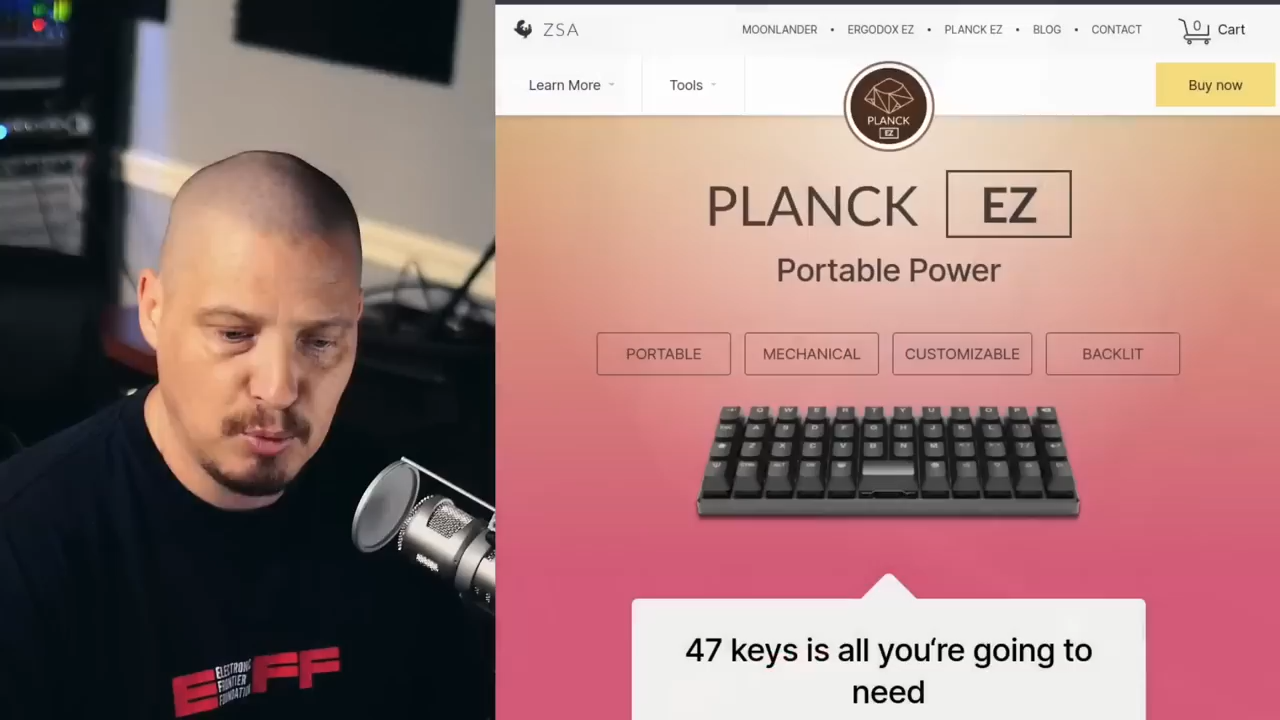 ZSA
MOONLANDER • ERGODOX EZ • PLANCK EZ • BLOG • CONTACT
0 Cart
Learn More
Tools
Buy now
PLANCK
EZ
PLANCK EZ
Portable Power
PORTABLE
MECHANICAL
CUSTOMIZABLE
BACKLIT
Q W E R T Y U I O P
A S D F G H J K L
Z X C V B N M
47 keys is all you‘re going to
need
EFF
ELECTRONIC
FRONTIER
FOUNDATION